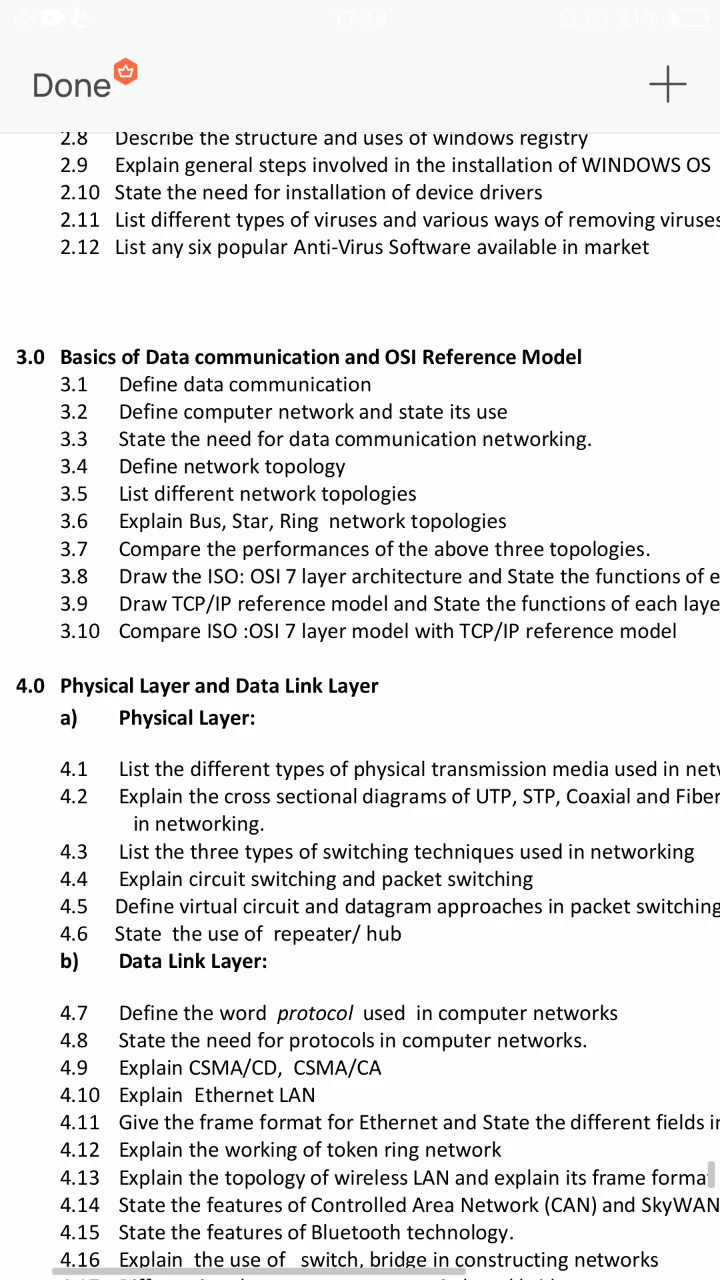 17:18
21%
Done
2.8 Describe the structure and uses of windows registry
2.9 Explain general steps involved in the installation of WINDOWS OS
2.10 State the need for installation of device drivers
2.11 List different types of viruses and various ways of removing viruses
2.12 List any six popular Anti-Virus Software available in market
3.0 Basics of Data communication and OSI Reference Model
3.1 Define data communication
3.2 Define computer network and state its use
3.3 State the need for data communication networking.
3.4 Define network topology
3.5 List different network topologies
3.6 Explain Bus, Star, Ring network topologies
3.7 Compare the performances of the above three topologies.
3.8 Draw the ISO: OSI 7 layer architecture and State the functions of e
3.9 Draw TCP/IP reference model and State the functions of each laye
3.10 Compare ISO :OSI 7 layer model with TCP/IP reference model
4.0 Physical Layer and Data Link Layer
a) Physical Layer:
4.1 List the different types of physical transmission media used in netw
4.2 Explain the cross sectional diagrams of UTP, STP, Coaxial and Fiber
in networking.
4.3 List the three types of switching techniques used in networking
4.4 Explain circuit switching and packet switching
4.5 Define virtual circuit and datagram approaches in packet switching
4.6 State the use of repeater/ hub
b) Data Link Layer:
4.7 Define the word protocol used in computer networks
4.8 State the need for protocols in computer networks.
4.9 Explain CSMA/CD, CSMA/CA
4.10 Explain Ethernet LAN
4.11 Give the frame format for Ethernet and State the different fields in
4.12 Explain the working of token ring network
4.13 Explain the topology of wireless LAN and explain its frame format
4.14 State the features of Controlled Area Network (CAN) and SkyWAN
4.15 State the features of Bluetooth technology.
4.16 Explain the use of switch, bridge in constructing networks